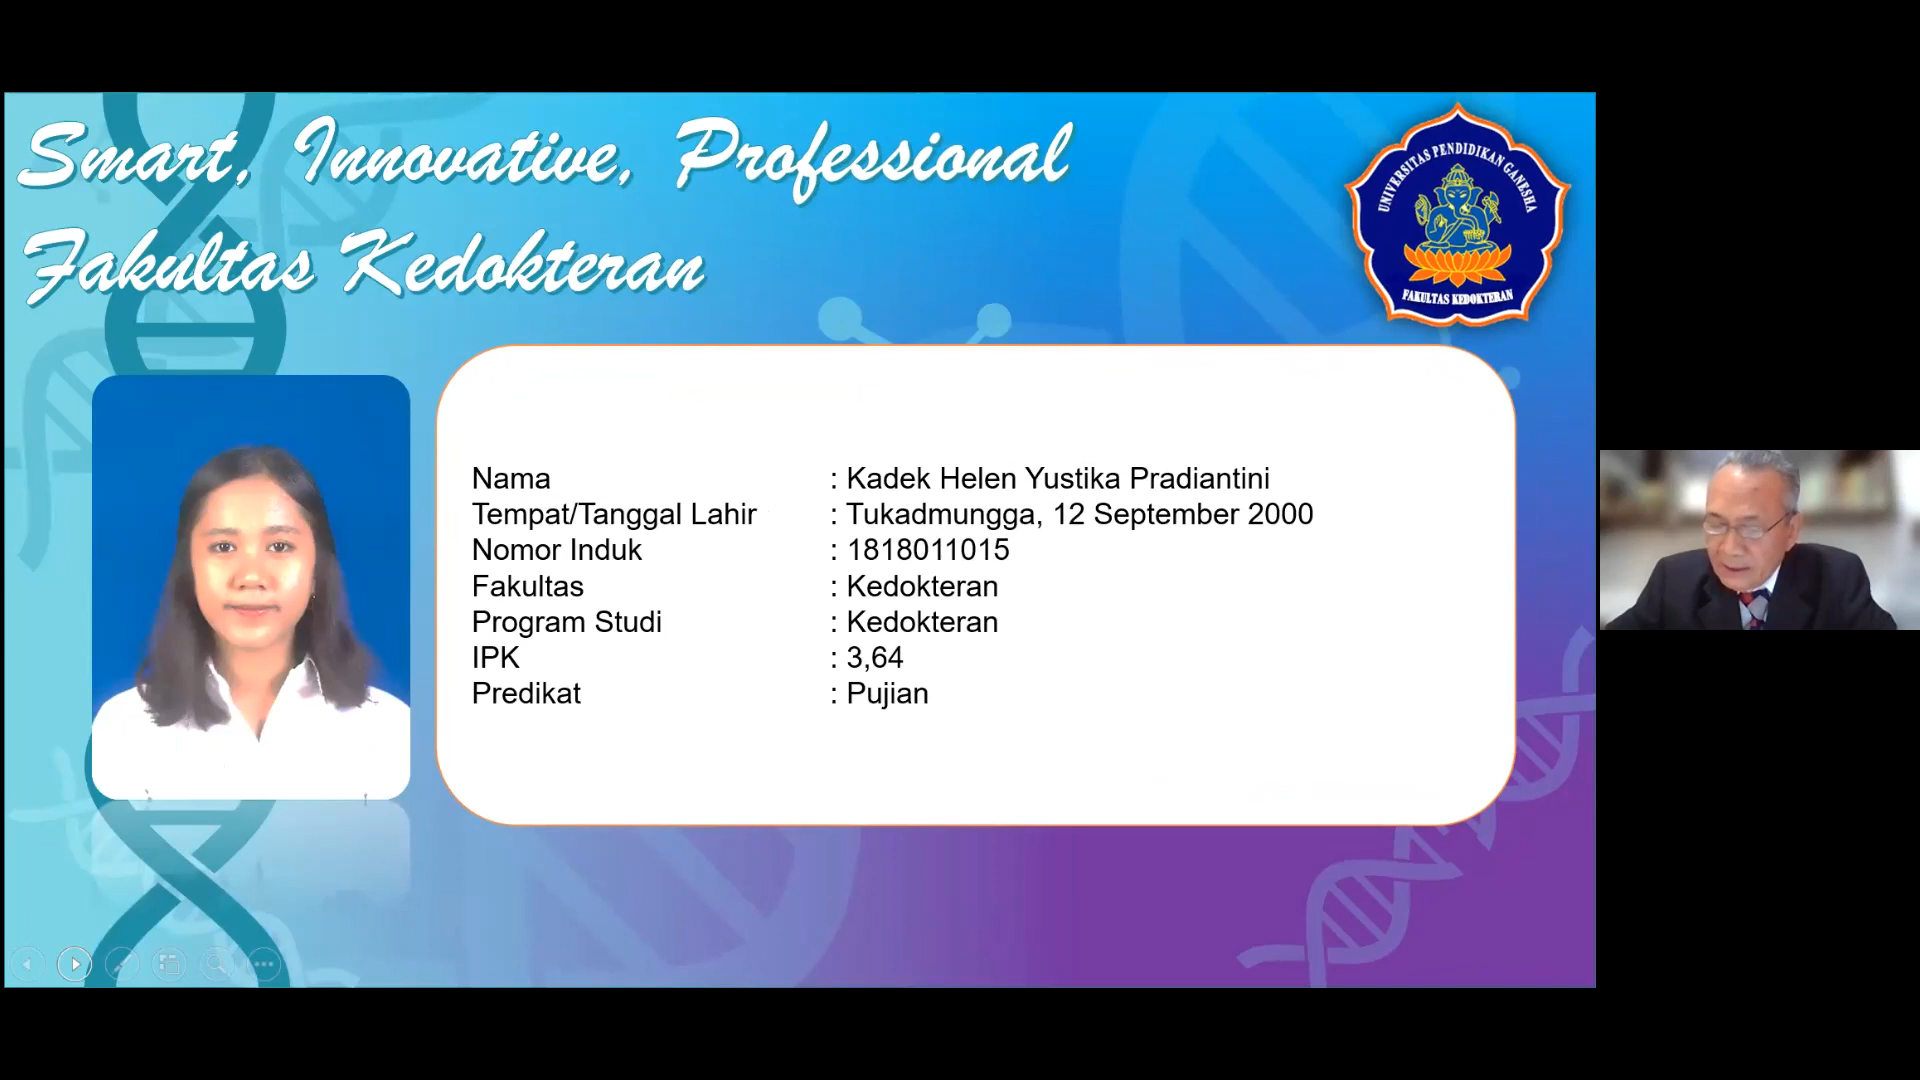 Smart, Innovative, Professional
Fakultas Kedokteran
UNIVERSITAS PENDIDIKAN GANESHA
FAKULTAS KEDOKTERAN
Nama : Kadek Helen Yustika Pradiantini
Tempat/Tanggal Lahir : Tukadmungga, 12 September 2000
Nomor Induk : 1818011015
Fakultas : Kedokteran
Program Studi : Kedokteran
IPK : 3,64
Predikat : Pujian